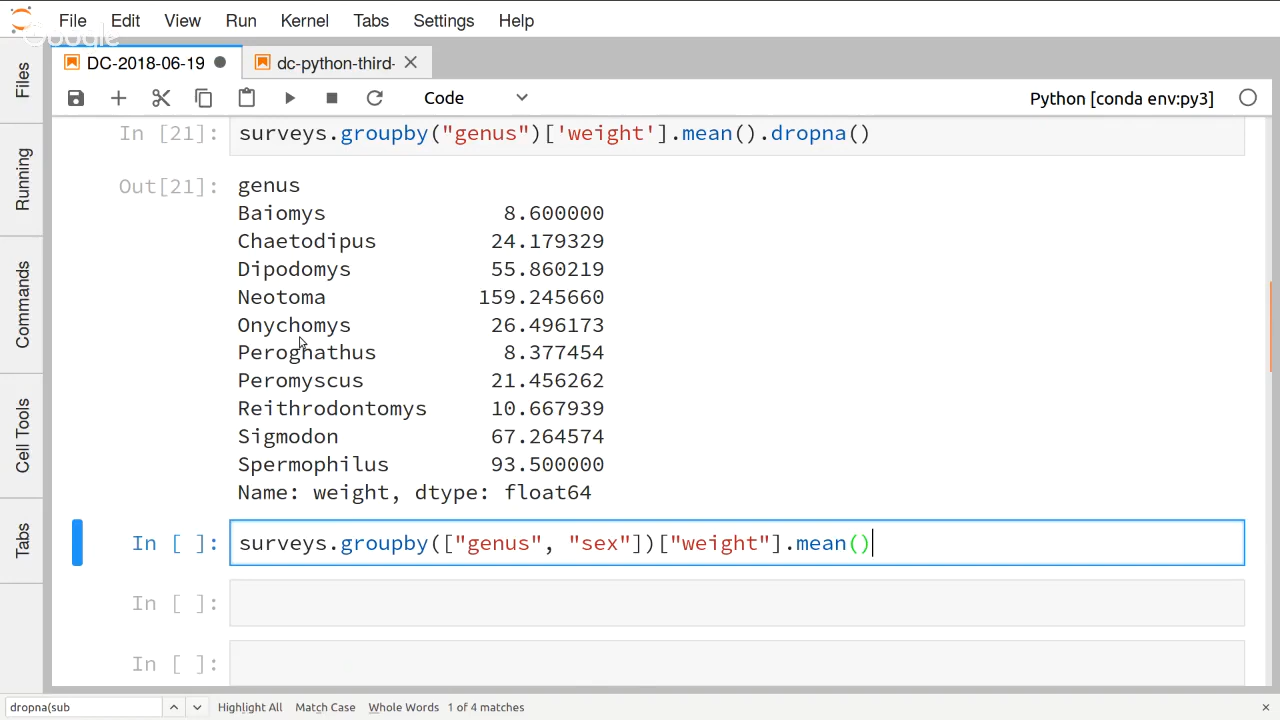 File Edit View Run Kernel Tabs Settings Help
Google
DC-2018-06-19 dc-python-third-
Code Python [conda env:py3]
Files
Running
Commands
Cell Tools
Tabs
In [21]: surveys.groupby("genus")['weight'].mean().dropna()
Out[21]: genus
Baiomys 8.600000
Chaetodipus 24.179329
Dipodomys 55.860219
Neotoma 159.245660
Onychomys 26.496173
Perognathus 8.377454
Peromyscus 21.456262
Reithrodontomys 10.667939
Sigmodon 67.264574
Spermophilus 93.500000
Name: weight, dtype: float64
In [ ]: surveys.groupby(["genus", "sex"])["weight"].mean()
In [ ]:
In [ ]:
dropna(sub Highlight All Match Case Whole Words 1 of 4 matches